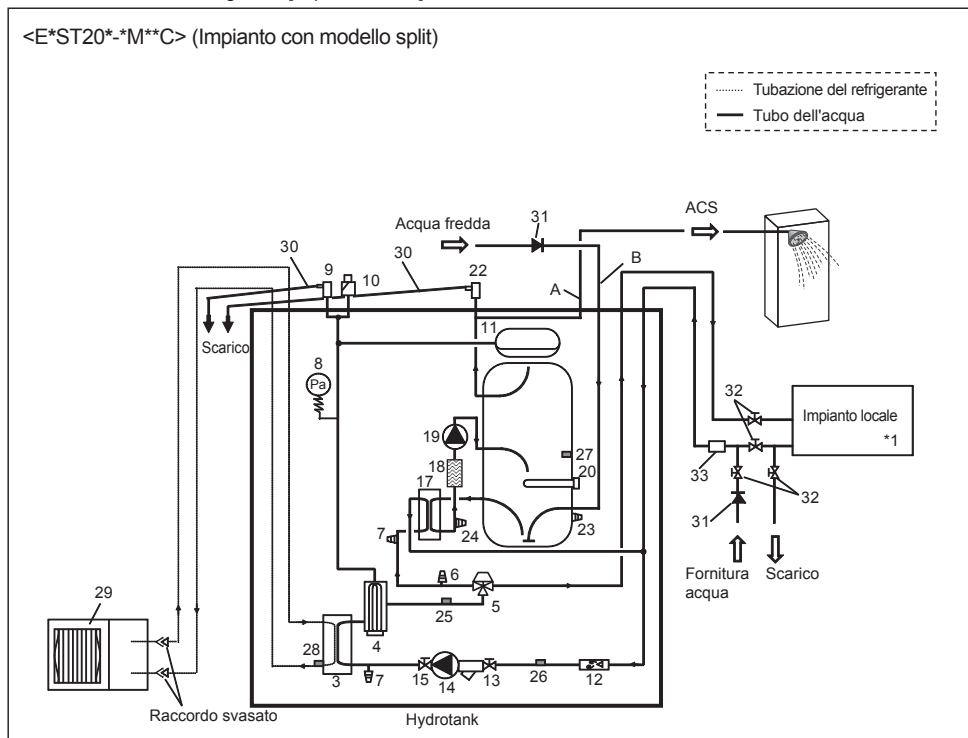 <E*ST20*-*M**C> (Impianto con modello split)
Tubazione del refrigerante
Tubo dell'acqua
ACS
31
Acqua fredda
B
30
9
10
30
22
A
Scarico
11
8
Pa
32
Impianto locale
*1
19
27
33
18
20
17
32
31
7
24
23
6
Fornitura
acqua
Scarico
25
5
29
28
4
3
7
15
14
13
26
12
Raccordo svasato
Hydrotank